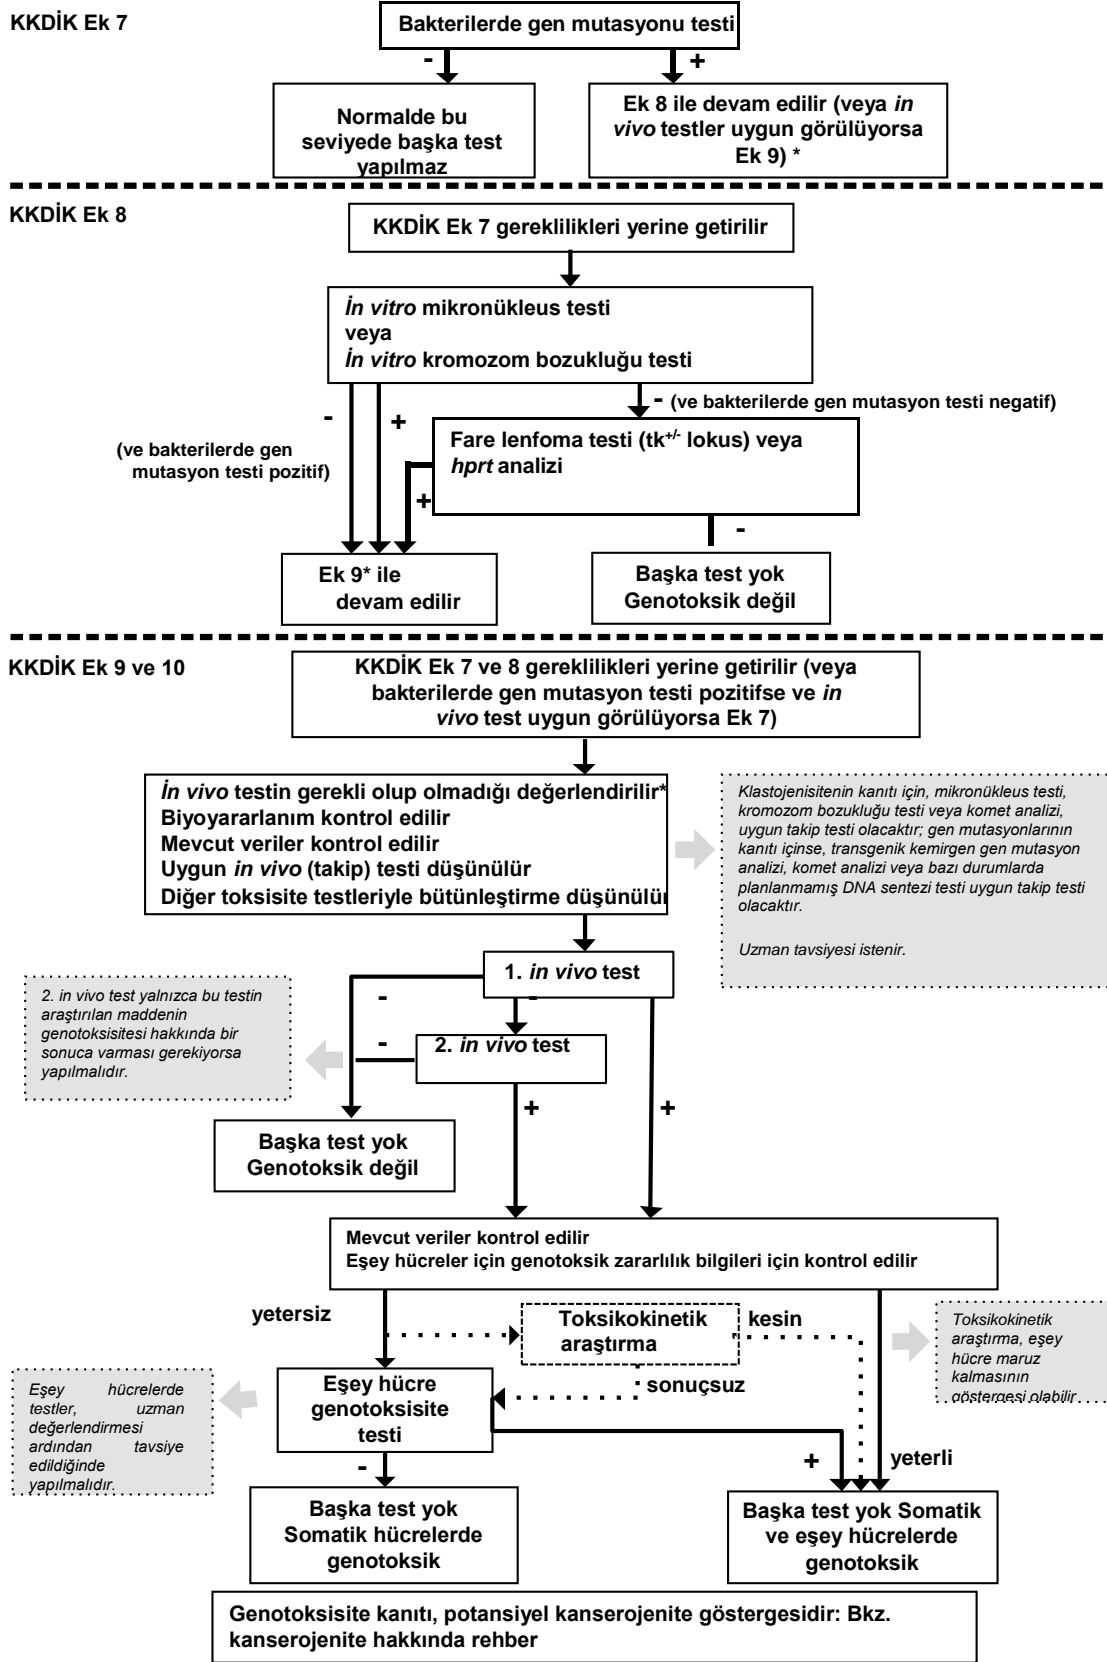 KKDİK Ek 7
Bakterilerde gen mutasyonu testi
-
+
Normalde bu
seviyede başka test
yapılmaz
Ek 8 ile devam edilir (veya in
vivo testler uygun görülüyorsa
Ek 9) *
KKDİK Ek 8
KKDİK Ek 7 gereklilikleri yerine getirilir
İn vitro mikronükleus testi
veya
İn vitro kromozom bozukluğu testi
-
+
- (ve bakterilerde gen mutasyon testi negatif)
(ve bakterilerde gen
mutasyon testi pozitif)
Fare lenfoma testi (tk+/- lokus) veya
hprt analizi
+
-
Ek 9* ile
devam edilir
Başka test yok
Genotoksik değil
KKDİK Ek 9 ve 10
KKDİK Ek 7 ve 8 gereklilikleri yerine getirilir (veya
bakterilerde gen mutasyon testi pozitifse ve in
vivo test uygun görülüyorsa Ek 7)
İn vivo testin gerekli olup olmadığı değerlendirilir*
Biyoyararlanım kontrol edilir
Mevcut veriler kontrol edilir
Uygun in vivo (takip) testi düşünülür
Diğer toksisite testleriyle bütünleştirme düşünülür
Klastojenisitenin kanıtı için, mikronükleus testi,
kromozom bozukluğu testi veya komet analizi,
uygun takip testi olacaktır; gen mutasyonlarının
kanıtı içinse, transgenik kemirgen gen mutasyon
analizi, komet analizi veya bazı durumlarda
planlanmamış DNA sentezi testi uygun takip testi
olacaktır.
Uzman tavsiyesi istenir.
1. in vivo test
-
-
2. in vivo test
-
2. in vivo test yalnızca bu testin
araştırılan maddenin
genotoksisitesi hakkında bir
sonuca varması gerekiyorsa
yapılmalıdır.
+
+
Başka test yok
Genotoksik değil
Mevcut veriler kontrol edilir
Eşey hücreler için genotoksik zararlılık bilgileri için kontrol edilir
yetersiz
Toksikokinetik
araştırma
kesin
Toksikokinetik
araştırma, eşey
hücre maruz
kalmasının
göstergesi olabilir
sonuçsuz
Eşey hücrelerde
testler, uzman
değerlendirmesi
ardından tavsiye
edildiğinde
yapılmalıdır.
Eşey hücre
genotoksisite
testi
-
+
yeterli
Başka test yok
Somatik hücrelerde
genotoksik
Başka test yok Somatik
ve eşey hücrelerde
genotoksik
Genotoksisite kanıtı, potansiyel kanserojenite göstergesidir: Bkz.
kanserojenite hakkında rehber